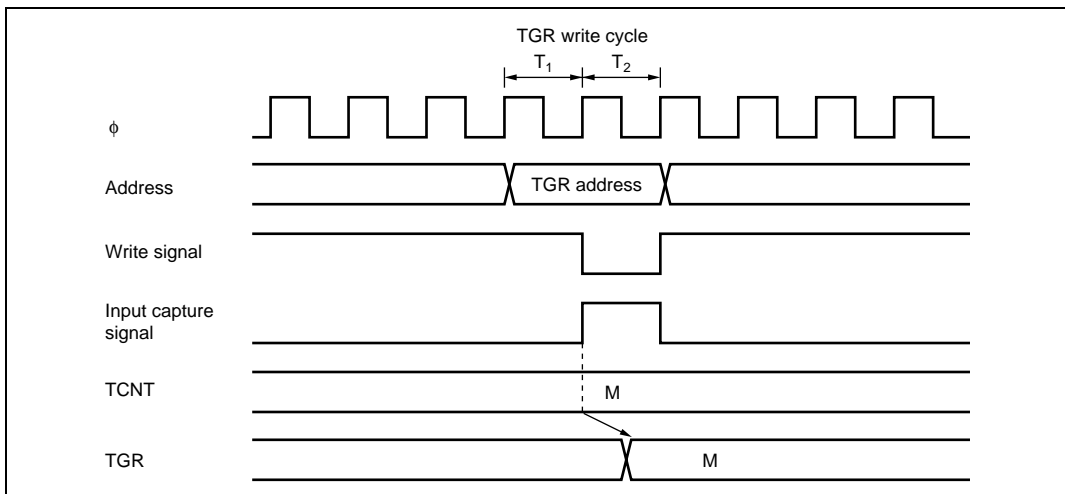 TGR write cycle
T1 T2
ϕ
Address
TGR address
Write signal
Input capture
signal
TCNT
M
TGR
M